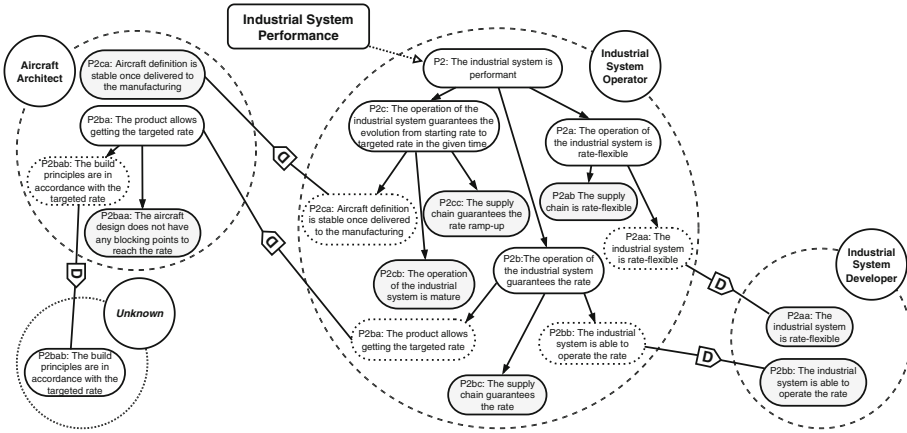 Industrial System
Performance
Aircraft
Architect
P2ca: Aircraft definition is
stable once delivered to
the manufacturing
P2ba: The product allows
getting the targeted rate
P2bab: The build
principles are in
accordance with the
targeted rate
P2baa: The aircraft
design does not have
any blocking points to
reach the rate
D
Unknown
P2bab: The build
principles are in
accordance with the
targeted rate
D
D
Industrial
System
Operator
P2: The industrial system is
performant
P2c: The operation of the
industrial system guarantees
the evolution from starting rate to
targeted rate in the given time
P2a: The operation of
the industrial system is
rate-flexible
P2ca: Aircraft definition
is stable once delivered
to the manufacturing
P2cc: The supply
chain guarantees the
rate ramp-up
P2ab The supply
chain is rate-flexible
P2aa: The
industrial system
is rate-flexible
P2cb: The operation
of the industrial
system is mature
P2b:The operation of
the industrial system
guarantees the rate
P2ba: The product allows
getting the targeted rate
P2bb: The industrial
system is able to
operate the rate
P2bc: The supply
chain guarantees
the rate
D
D
Industrial
System
Developer
P2aa: The
industrial system
is rate-flexible
P2bb: The industrial
system is able to
operate the rate